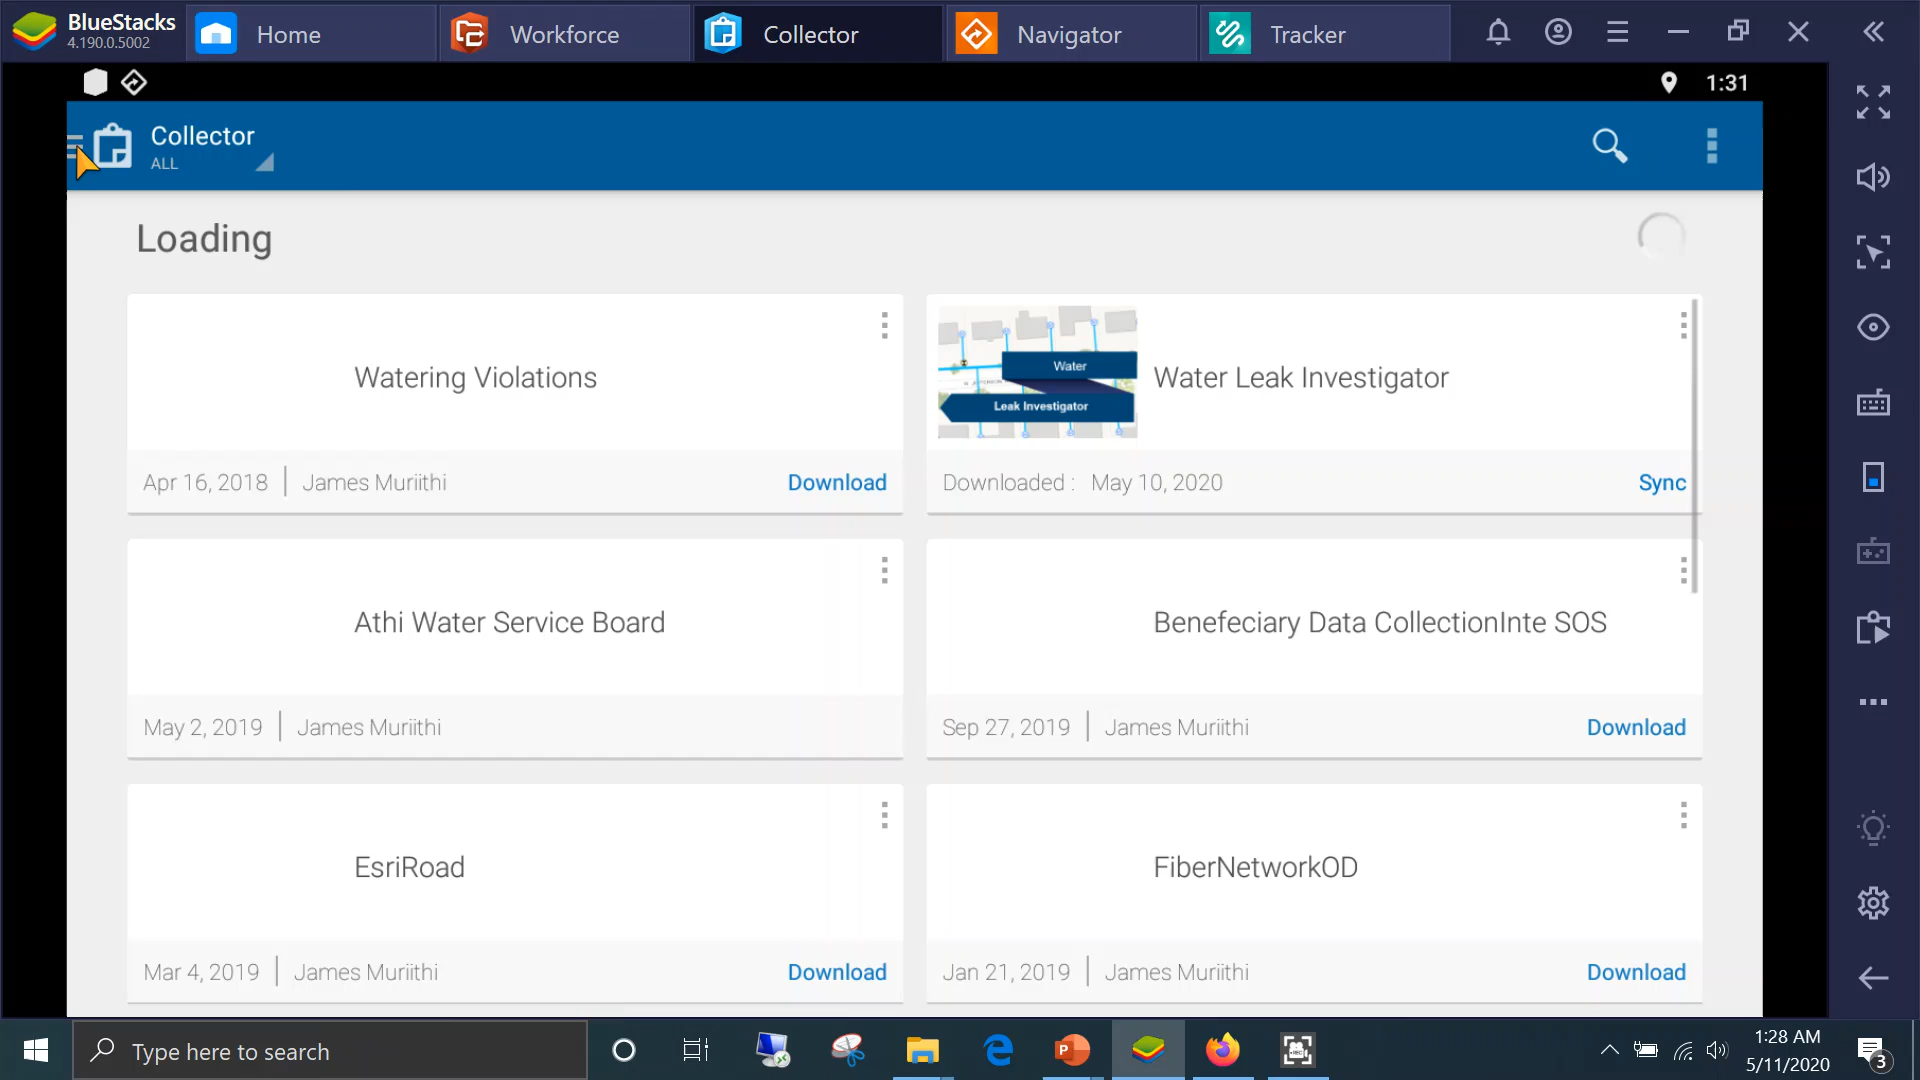 BlueStacks
4.190.0.5002
Home
Workforce
Collector
Navigator
Tracker
1:31
Collector
ALL
Loading
Watering Violations
Apr 16, 2018 James Muriithi Download
Water
Leak Investigator
Water Leak Investigator
Downloaded : May 10, 2020 Sync
Athi Water Service Board
May 2, 2019 James Muriithi
Benefeciary Data CollectionInte SOS
Sep 27, 2019 James Muriithi Download
EsriRoad
Mar 4, 2019 James Muriithi Download
FiberNetworkOD
Jan 21, 2019 James Muriithi Download
Type here to search
1:28 AM
5/11/2020
3